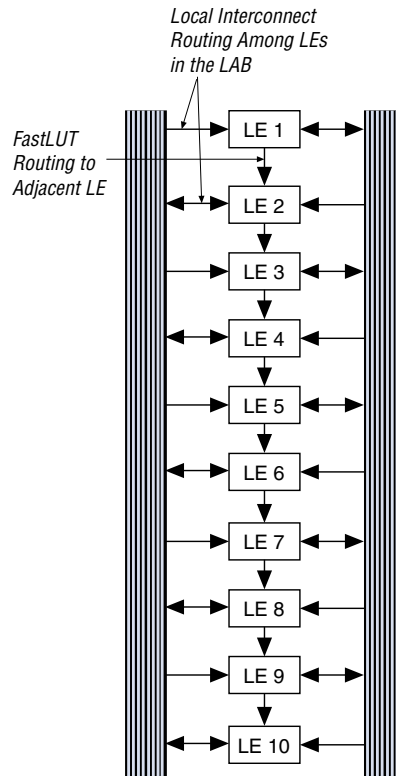 Local Interconnect
Routing Among LEs
in the LAB
FastLUT
Routing to
Adjacent LE
LE 1
LE 2
LE 3
LE 4
LE 5
LE 6
LE 7
LE 8
LE 9
LE 10